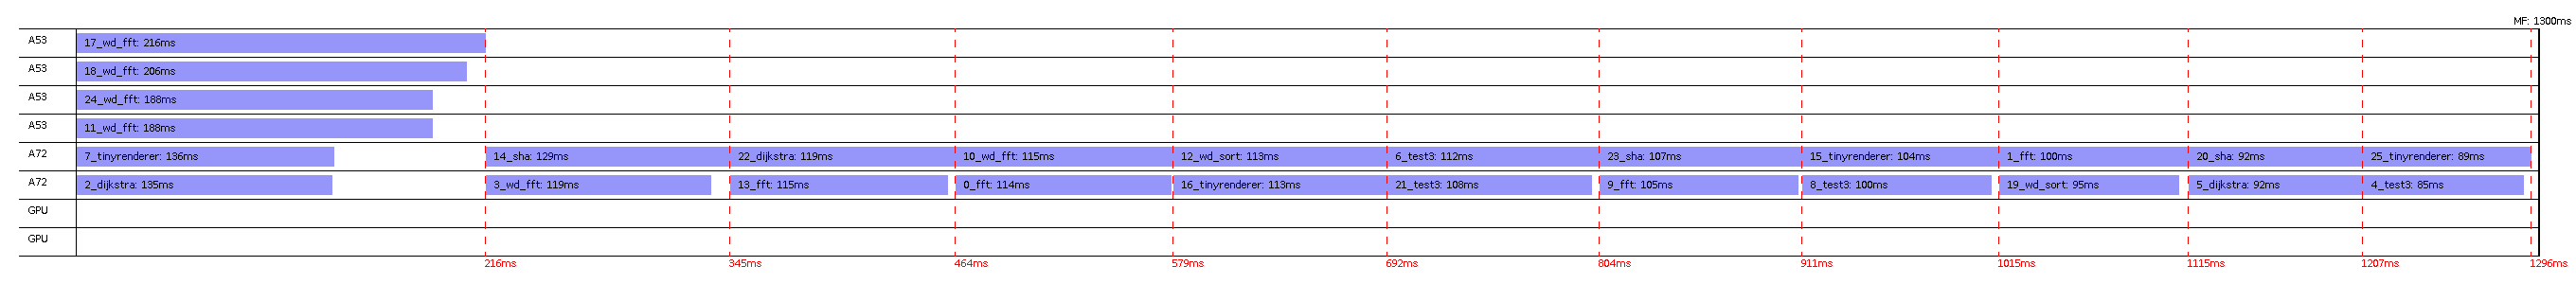 MF: 1300ms
A53 17_wd_fft: 216ms
A53 18_wd_fft: 206ms
A53 24_wd_fft: 188ms
A53 11_wd_fft: 188ms
A72 7_tinyrenderer: 136ms 14_sha: 129ms 22_dijkstra: 119ms 10_wd_fft: 115ms 12_wd_sort: 113ms 6_test3: 112ms 23_sha: 107ms 15_tinyrenderer: 104ms 1_fft: 100ms 20_sha: 92ms 25_tinyrenderer: 89ms
A72 2_dijkstra: 135ms 3_wd_fft: 119ms 13_fft: 115ms 0_fft: 114ms 16_tinyrenderer: 113ms 21_test3: 108ms 9_fft: 105ms 8_test3: 100ms 19_wd_sort: 95ms 5_dijkstra: 92ms 4_test3: 85ms
GPU
GPU
216ms 345ms 464ms 579ms 692ms 804ms 911ms 1015ms 1115ms 1207ms 1296ms